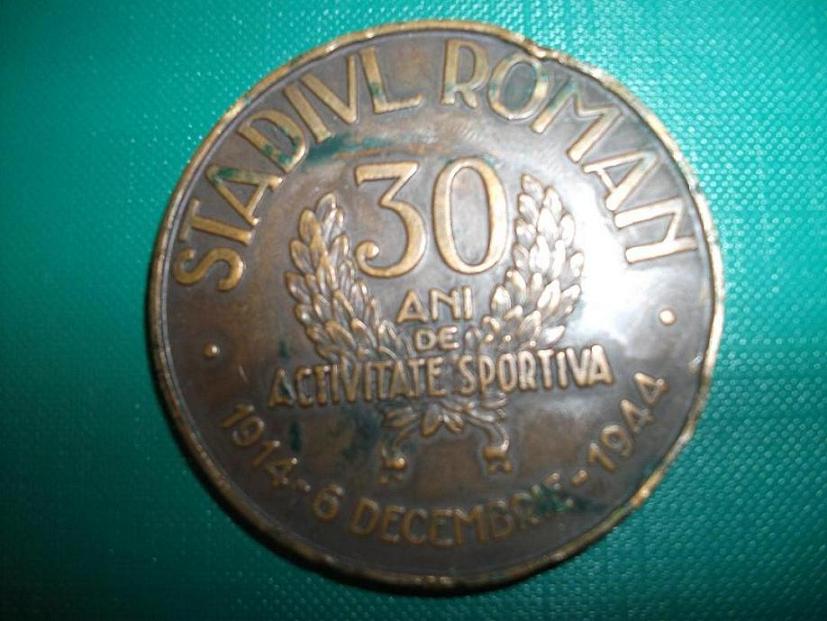 STADIVL ROMAN
30
ANI
DE
ACTIVITATE SPORTIVA
1914 - 6 DECEMBRIE - 1944